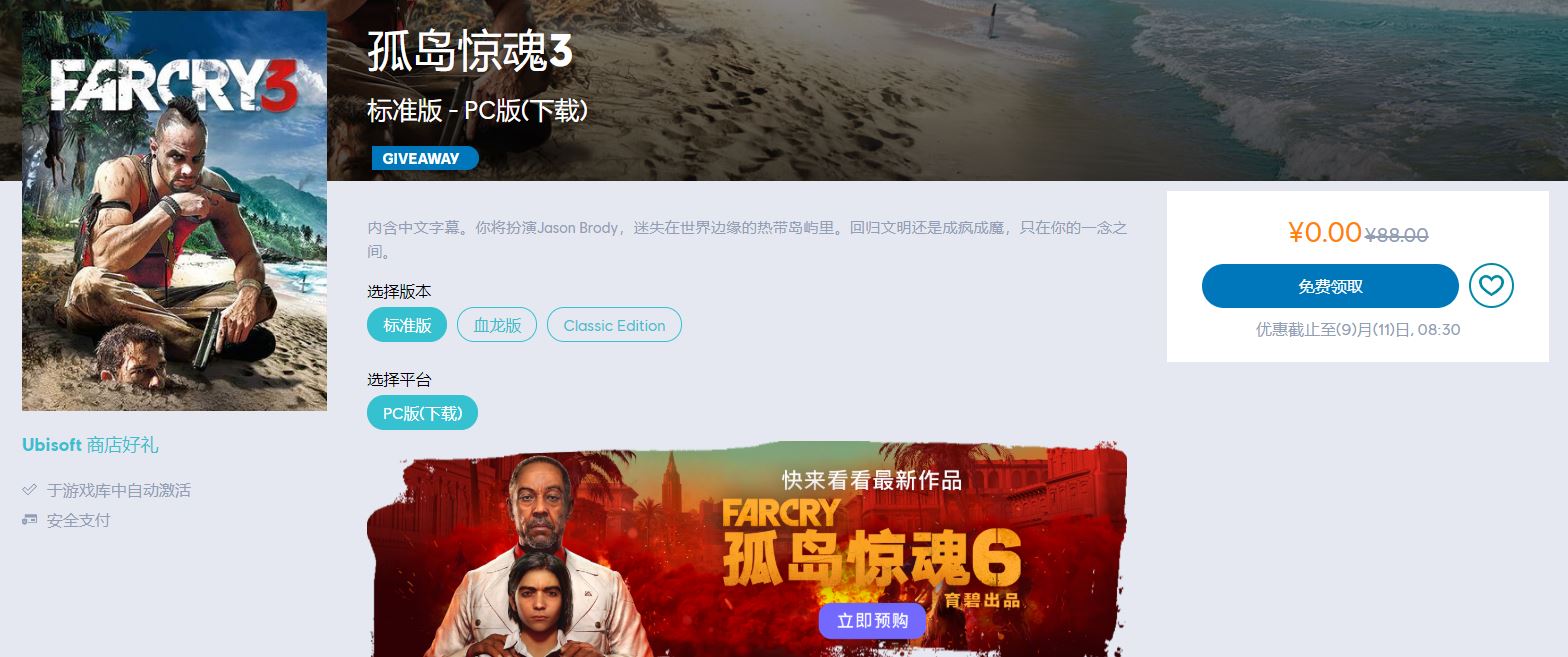 FARCRY3
孤岛惊魂3
标准版 - PC版(下载)
GIVEAWAY
内含中文字幕。你将扮演Jason Brody，迷失在世界边缘的热带岛屿里。回归文明还是成疯成魔，只在你的一念之
间。
选择版本
标准版
血龙版
Classic Edition
选择平台
PC版(下载)
¥0.00 ¥88.00
免费领取
优惠截止至(9)月(11)日, 08:30
Ubisoft 商店好礼
于游戏库中自动激活
安全支付
快来看看最新作品
FARCRY
孤岛惊魂6
育碧出品
立即预购